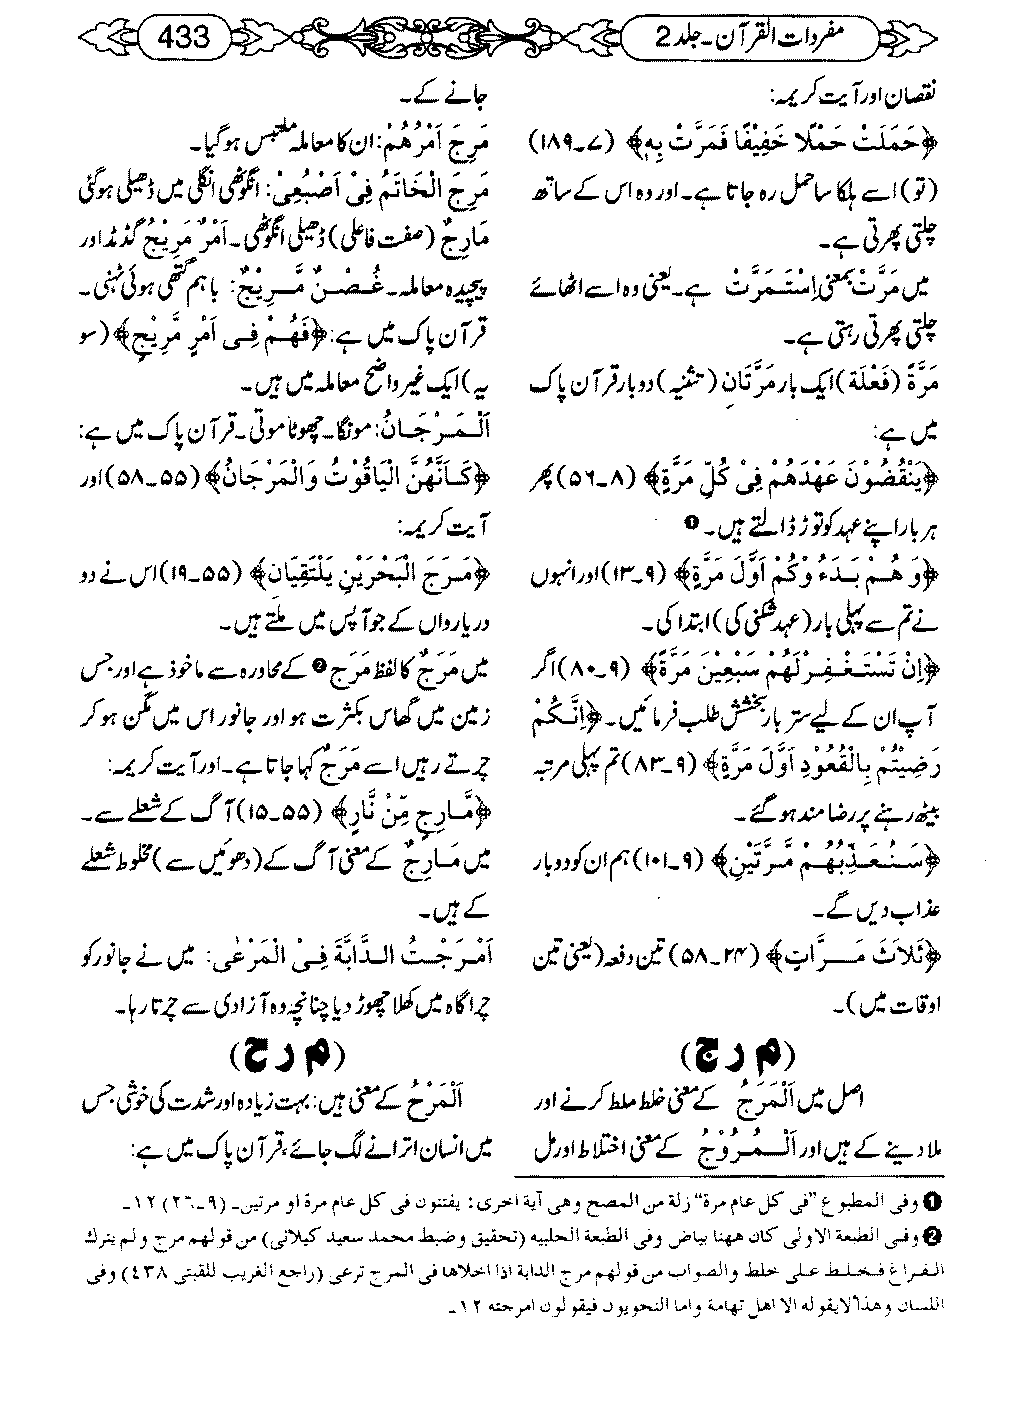 مفردات القرآن ۔ جلد 2
433
نقصان اور آیت کریمہ:
﴿حَمَلَتْ حَمْلًا خَفِيْفًا فَمَرَّتْ بِهٖ﴾ (۷۔۱۸۹)
(تو) اسے ہلکا سا حمل رہ جاتا ہے۔ اور وہ اس کے ساتھ
چلتی پھرتی ہے۔
میں مَرَّتْ بمعنی اِسْتَمَرَّتْ ہے۔ یعنی وہ اسے اٹھائے
چلتی پھرتی رہتی ہے۔
مَرَّةً (فَعْلَة) ایک بار مَرَّتَان (تثنیہ) دو بار قرآن پاک
میں ہے:
﴿يَنْقُضُوْنَ عَهْدَهُمْ فِيْ كُلِّ مَرَّةٍ﴾ (۸۔۵۶) پھر
ہر بار اپنے عہد کو توڑ ڈالتے ہیں۔ ❶
﴿وَهُمْ بَدَءُ وْكُمْ اَوَّلَ مَرَّةٍ﴾ (۹۔۱۳) اور انہوں
نے تم سے پہلی بار (عہد شکنی کی) ابتدا کی۔
﴿اِنْ تَسْتَغْفِرْلَهُمْ سَبْعِيْنَ مَرَّةً﴾ (۹۔۸۰) اگر
آپ ان کے لیے ستر بار بخشش طلب فرمائیں۔ ﴿اِنَّكُمْ
رَضِيْتُمْ بِالْقُعُوْدِ اَوَّلَ مَرَّةٍ﴾ (۹۔۸۳) تم پہلی مرتبہ
بیٹھ رہنے پر رضا مند ہو گئے۔
﴿سَنُعَذِّبُهُمْ مَّرَّتَيْنِ﴾ (۹۔۱۰۱) ہم ان کو دو بار
عذاب دیں گے۔
﴿ثَلَاثَ مَرَّاتٍ﴾ (۲۴۔۵۸) تین دفعہ (یعنی تین
اوقات میں)۔
(م ر ج)
اصل میں اَلْمَرَجُ کے معنی خلط ملط کرنے اور
ملا دینے کے ہیں اور اَلْمُرُوْجُ کے معنی اختلاط اور مل
جانے کے۔
مَرِجَ اَمْرُهُمْ: ان کا معاملہ ملتبس ہو گیا۔
مَرِجَ الْخَاتَمُ فِيْ اَصْبُعِيْ: انگوٹھی انگلی میں ڈھیلی ہو گئی
مَارِجٌ (صفت فاعلی) ڈھیلی انگوٹھی۔ اَمْرٌ مَرِيْجٌ گڈمڈ اور
پیچیدہ معاملہ۔ غُصْنٌ مَّرِيْجٌ: باہم گتھی ہوئی ٹہنی۔
قرآن پاک میں ہے: ﴿فَهُمْ فِيْ اَمْرٍ مَّرِيْجٍ﴾ (سو
یہ) ایک غیر واضح معاملہ میں ہیں۔
اَلْمَرْجَانُ: مونگا۔ چھوٹا موتی۔ قرآن پاک میں ہے:
﴿كَاَنَّهُنَّ الْيَاقُوْتُ وَالْمَرْجَانُ﴾ (۵۵۔۵۸) اور
آیت کریمہ:
﴿مَرَجَ الْبَحْرَيْنِ يَلْتَقِيَانِ﴾ (۵۵۔۱۹) اس نے دو
دریا رواں کے جو آپس میں ملتے ہیں۔
میں مَرَجٌ کا لفظ مَرَج ❷ کے محاورہ سے ماخوذ ہے اور جس
زمین میں گھاس بکثرت ہو اور جانور اس میں مگن ہو کر
چرتے رہیں اسے مَرَجٌ کہا جاتا ہے۔ اور آیت کریمہ:
﴿مَّارِجٍ مِّنْ نَّارٍ﴾ (۵۵۔۱۵) آگ کے شعلے سے۔
میں مَارِجٌ کے معنی آگ کے (دھوئیں سے) مخلوط شعلے
کے ہیں۔
اَمْرَجْتُ الدَّابَّةَ فِيْ الْمَرْعٰى: میں نے جانور کو
چراگاہ میں کھلا چھوڑ دیا چنانچہ وہ آزادی سے چرتا رہا۔
(م ر ح)
اَلْمَرْحُ کے معنی ہیں: بہت زیادہ اور شدت کی خوشی جس
میں انسان اترانے لگ جائے، قرآن پاک میں ہے:
❶ وفی المطبوع "فی کل عام مرة" زلة من المصحح وهی آیة اخری: یفتنون فی کل عام مرة او مرتین۔ (۹۔۲٦) ۱۲۔
❷ وفی الطبعة الاولی کان ههنا بیاض وفی الطبعة الحلبیه (تحقیق وضبط محمد سعید کیلانی) من قولهم مرج ولم یترك
الفراغ فخلط علی خلط والصواب من قولهم مرج الدابة اذا اخلاها فی المرج ترعی (راجع الغریب للقبتی ٤٣٨) وفی
اللسان وهذا لا یقوله الا اهل تهامة واما النحویون فیقولون امرجته ۱۲۔